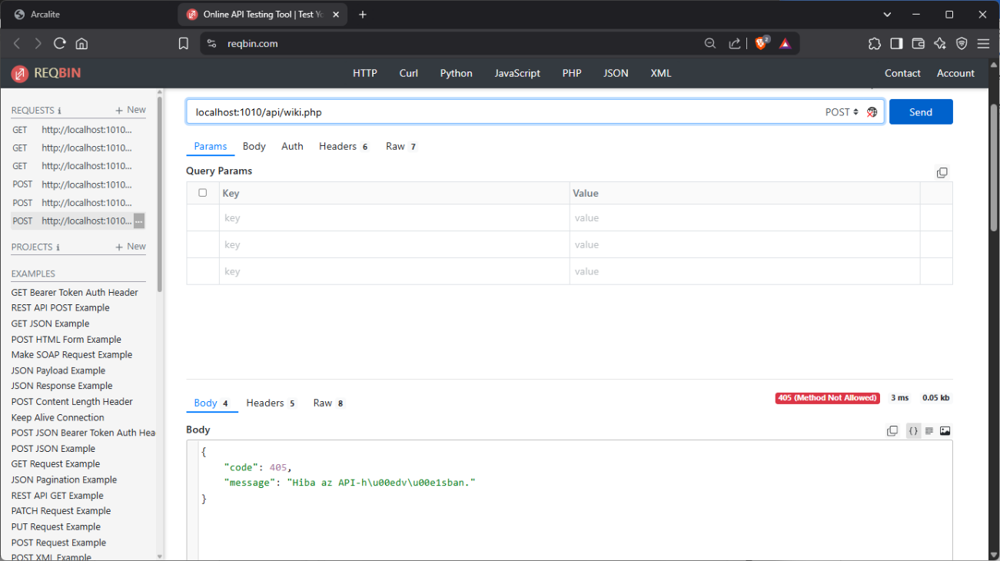 Arcalite
Online API Testing Tool | Test Yo
reqbin.com
2
REQBIN
HTTP Curl Python JavaScript PHP JSON XML
Contact Account
REQUESTS ℹ + New
GET http://localhost:1010...
GET http://localhost:1010...
GET http://localhost:1010...
POST http://localhost:1010...
POST http://localhost:1010...
POST http://localhost:1010... ...
PROJECTS ℹ + New
EXAMPLES
GET Bearer Token Auth Header
REST API POST Example
GET JSON Example
POST HTML Form Example
Make SOAP Request Example
JSON Payload Example
JSON Response Example
POST Content Length Header
Keep Alive Connection
POST JSON Bearer Token Auth Hea
POST JSON Example
GET Request Example
JSON Pagination Example
REST API GET Example
PATCH Request Example
PUT Request Example
POST Request Example
POST XML Example
localhost:1010/api/wiki.php POST Send
Params Body Auth Headers 6 Raw 7
Query Params
Key Value
key value
key value
key value
Body 4 Headers 5 Raw 8
405 (Method Not Allowed) 3 ms 0.05 kb
Body
{}
{
"code": 405,
"message": "Hiba az API-h\u00edv\u00e1sban."
}